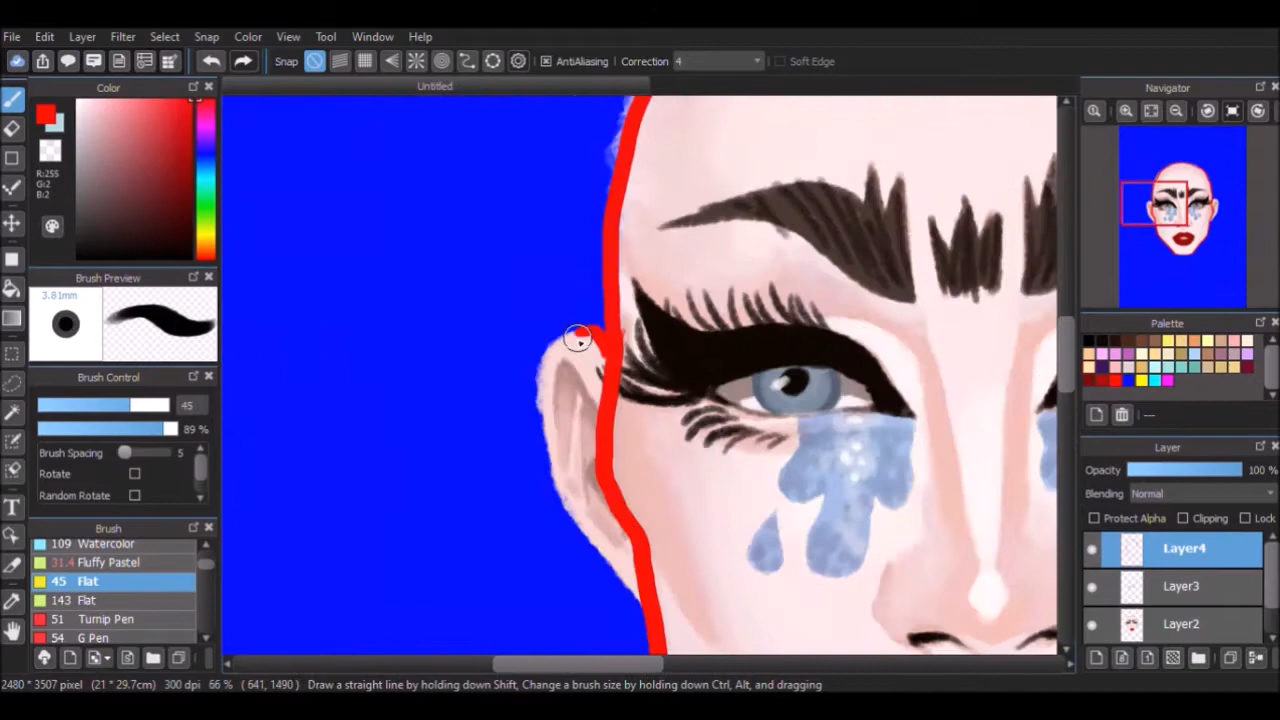 File Edit Layer Filter Select Snap Color View Tool Window Help
Snap AntiAliasing Correction 4 Soft Edge
Color
Untitled
Navigator
R:255
G:2
B:2
Brush Preview
3.81mm
Palette
---
Brush Control
45
89 %
Brush Spacing 5
Rotate
Random Rotate
Layer
Opacity 100 %
Blending Normal
Protect Alpha Clipping Lock
Layer4
Layer3
Layer2
Brush
109 Watercolor
31.4 Fluffy Pastel
45 Flat
143 Flat
51 Turnip Pen
54 G Pen
2480 * 3507 pixel (21 * 29.7cm) 300 dpi 66 % ( 641, 1490 ) Draw a straight line by holding down Shift, Change a brush size by holding down Ctrl, Alt, and dragging